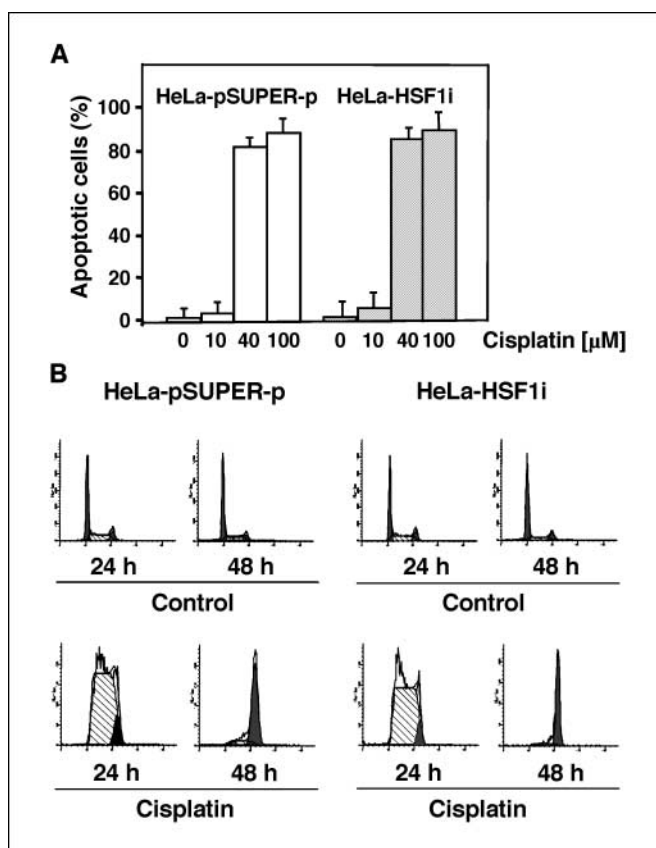 A
HeLa-pSUPER-p HeLa-HSF1i
Apoptotic cells (%)
100
80
60
40
20
0
0 10 40 100 0 10 40 100 Cisplatin [µM]
B
HeLa-pSUPER-p HeLa-HSF1i
24 h 48 h 24 h 48 h
Control Control
24 h 48 h 24 h 48 h
Cisplatin Cisplatin